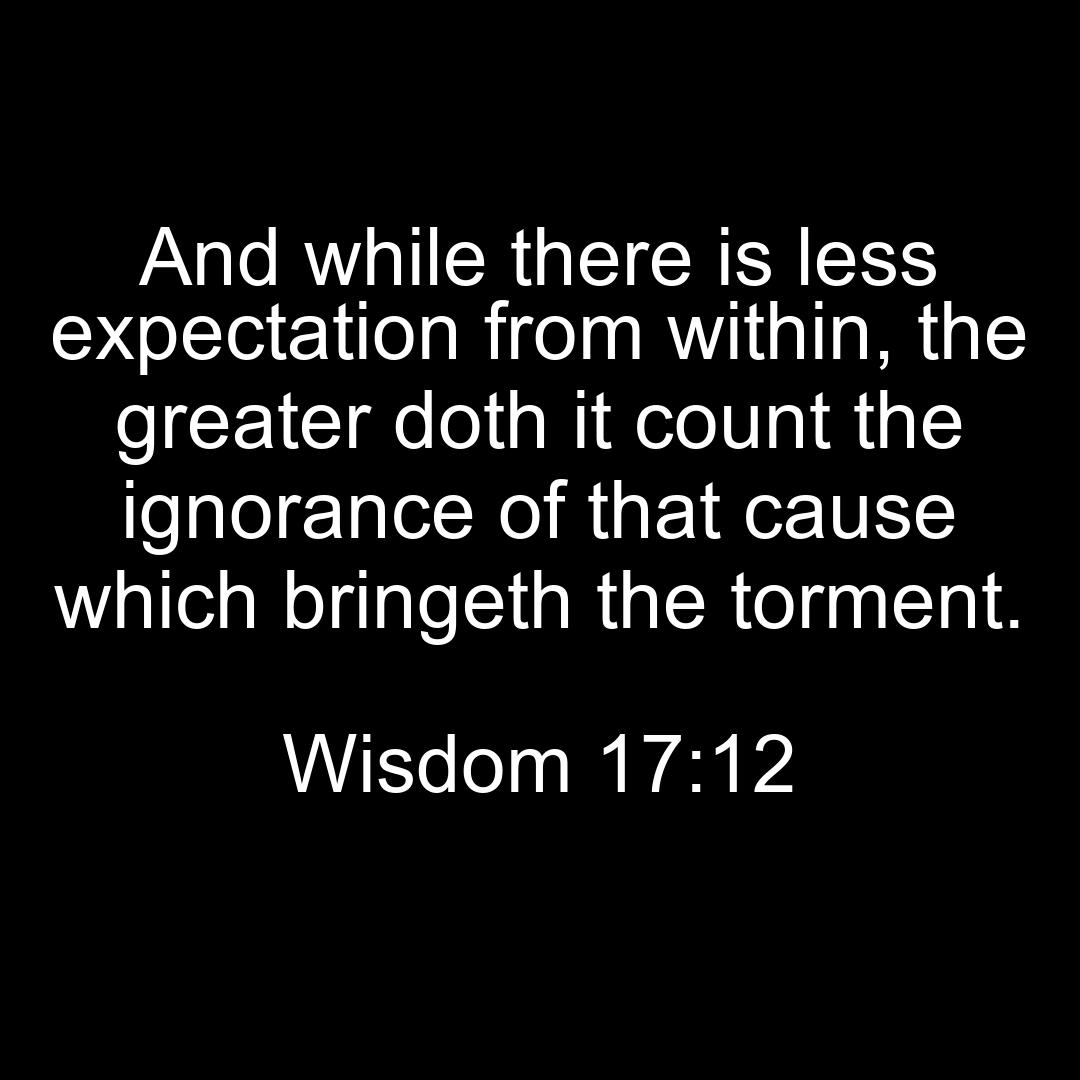 And while there is less
expectation from within, the
greater doth it count the
ignorance of that cause
which bringeth the torment.
Wisdom 17:12